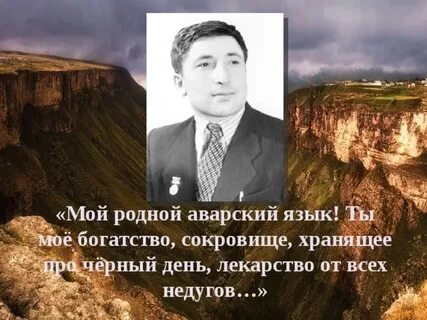 «Мой родной аварский язык! Ты
моё богатство, сокровище, хранящее
про чёрный день, лекарство от всех
недугов…»